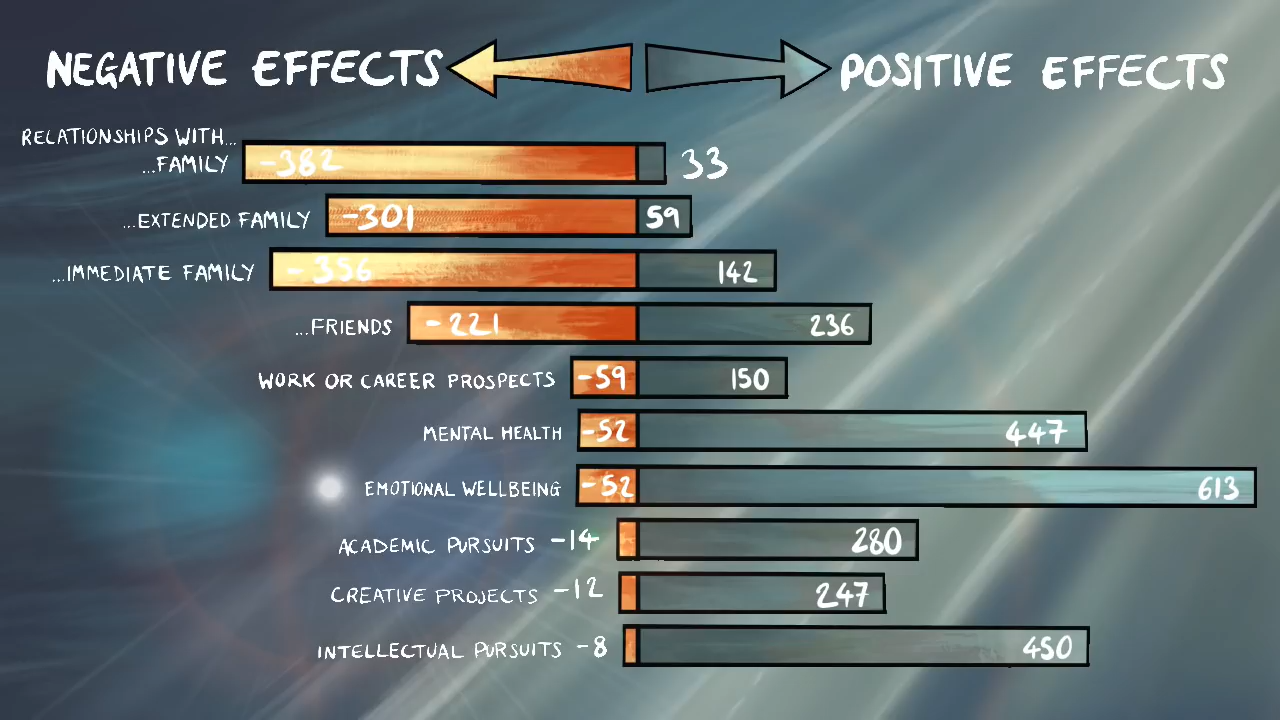 NEGATIVE EFFECTS POSITIVE EFFECTS
RELATIONSHIPS WITH...
...FAMILY -382 33
...EXTENDED FAMILY -301 59
...IMMEDIATE FAMILY -356 142
...FRIENDS -221 236
WORK OR CAREER PROSPECTS -59 150
MENTAL HEALTH -52 447
EMOTIONAL WELLBEING -52 613
ACADEMIC PURSUITS -14 280
CREATIVE PROJECTS -12 247
INTELLECTUAL PURSUITS -8 450